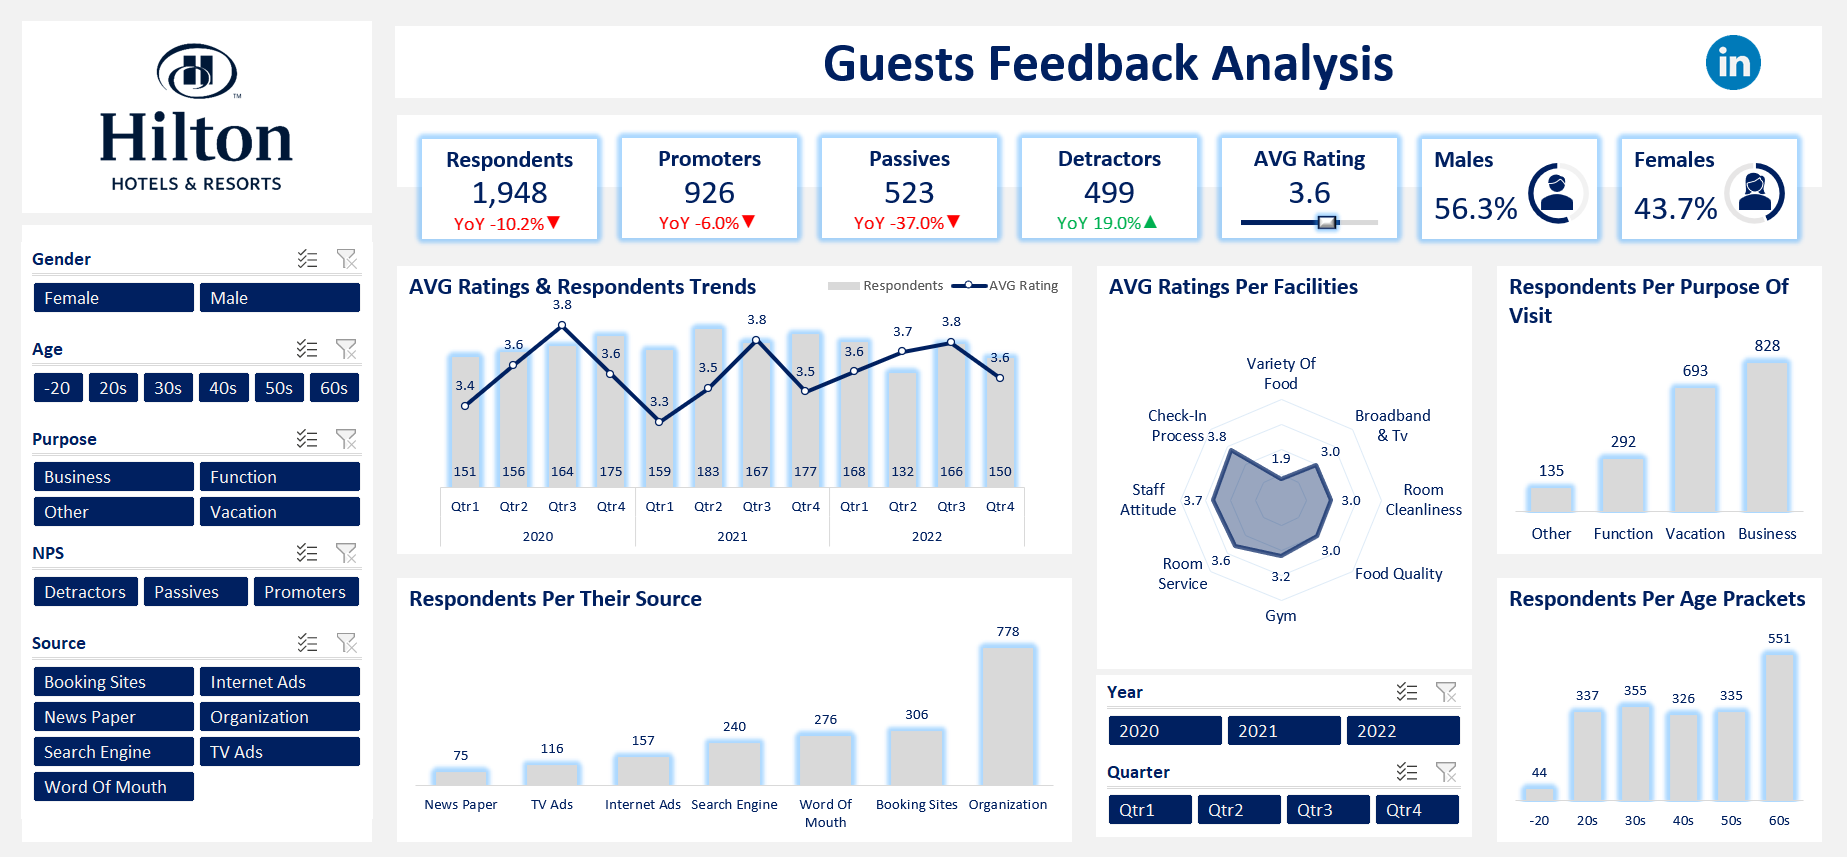 Hilton
HOTELS & RESORTS
TM
Guests Feedback Analysis
in
Respondents
1,948
YoY -10.2%▼
Promoters
926
YoY -6.0%▼
Passives
523
YoY -37.0%▼
Detractors
499
YoY 19.0%▲
AVG Rating
3.6
Males
56.3%
Females
43.7%
Gender
Female Male
Age
-20 20s 30s 40s 50s 60s
Purpose
Business Function
Other Vacation
NPS
Detractors Passives Promoters
Source
Booking Sites Internet Ads
News Paper Organization
Search Engine TV Ads
Word Of Mouth
AVG Ratings & Respondents Trends
Respondents AVG Rating
3.4 3.6 3.8 3.6 3.3 3.5 3.8 3.5 3.6 3.7 3.8 3.6
151 156 164 175 159 183 167 177 168 132 166 150
Qtr1 Qtr2 Qtr3 Qtr4 Qtr1 Qtr2 Qtr3 Qtr4 Qtr1 Qtr2 Qtr3 Qtr4
2020 2021 2022
Respondents Per Their Source
75 116 157 240 276 306 778
News Paper TV Ads Internet Ads Search Engine Word Of Booking Sites Organization
Mouth
AVG Ratings Per Facilities
Variety Of
Food
1.9
Broadband
& Tv
3.0
Room
Cleanliness
3.0
Food Quality
3.0
Gym
3.2
Room
Service
3.6
Staff
Attitude
3.7
Check-In
Process
3.8
Year
2020 2021 2022
Quarter
Qtr1 Qtr2 Qtr3 Qtr4
Respondents Per Purpose Of
Visit
135 292 693 828
Other Function Vacation Business
Respondents Per Age Prackets
44 337 355 326 335 551
-20 20s 30s 40s 50s 60s